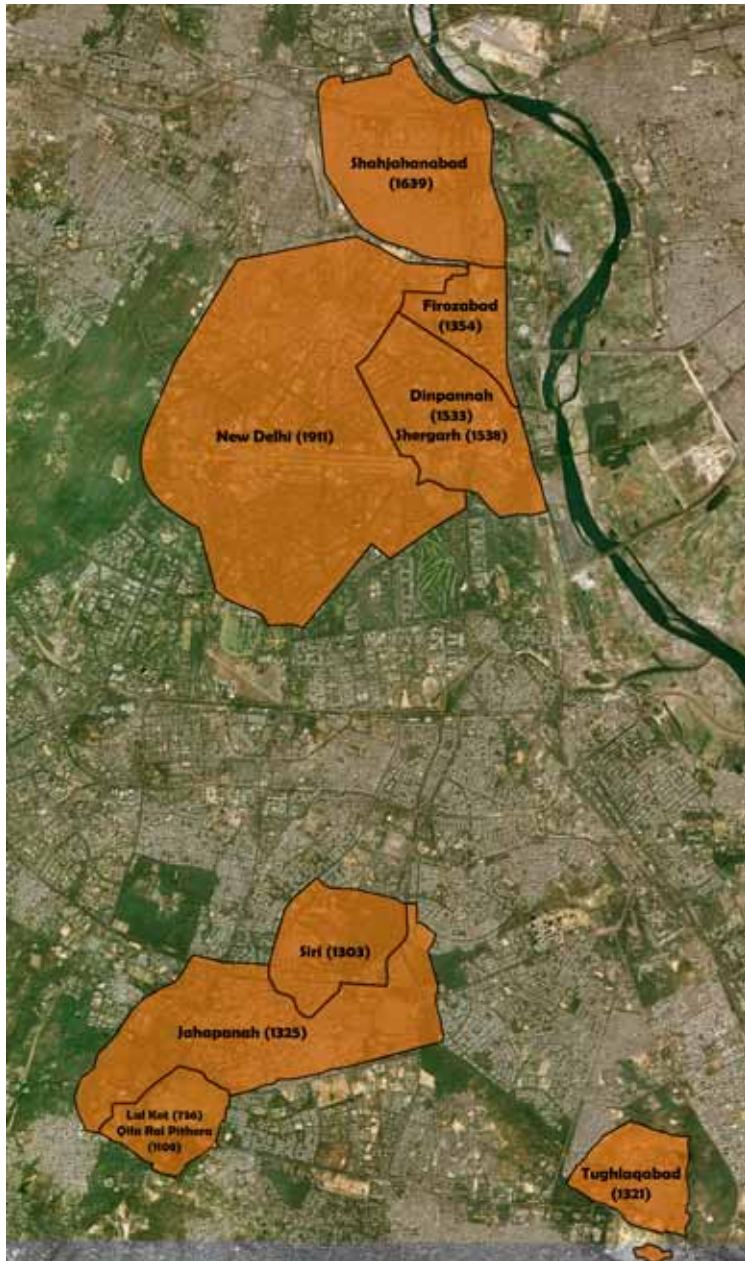 Shahjahanabad
(1639)
Firozabad
(1354)
Dinpannah
(1533)
Shergarh (1538)
New Delhi (1911)
Siri (1303)
Jahapanah (1325)
Lal Kot (736)
Qila Rai Pithora
(1108)
Tughlaqabad
(1321)